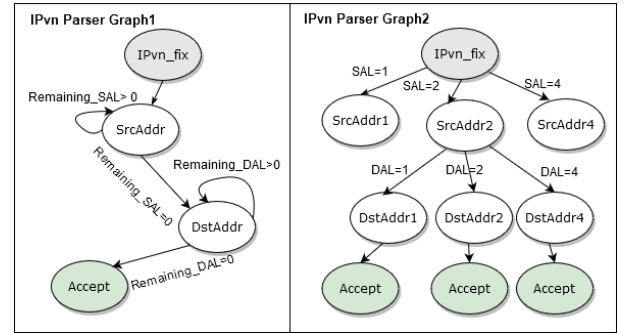 IPvn Parser Graph1
IPvn_fix
Remaining_SAL> 0
SrcAddr
Remaining_SAL=0
Remaining_DAL>0
DstAddr
Remaining_DAL=0
Accept
IPvn Parser Graph2
IPvn_fix
SAL=1
SAL=2
SAL=4
SrcAddr1
SrcAddr2
SrcAddr4
DAL=1
DAL=2
DAL=4
DstAddr1
DstAddr2
DstAddr4
Accept
Accept
Accept